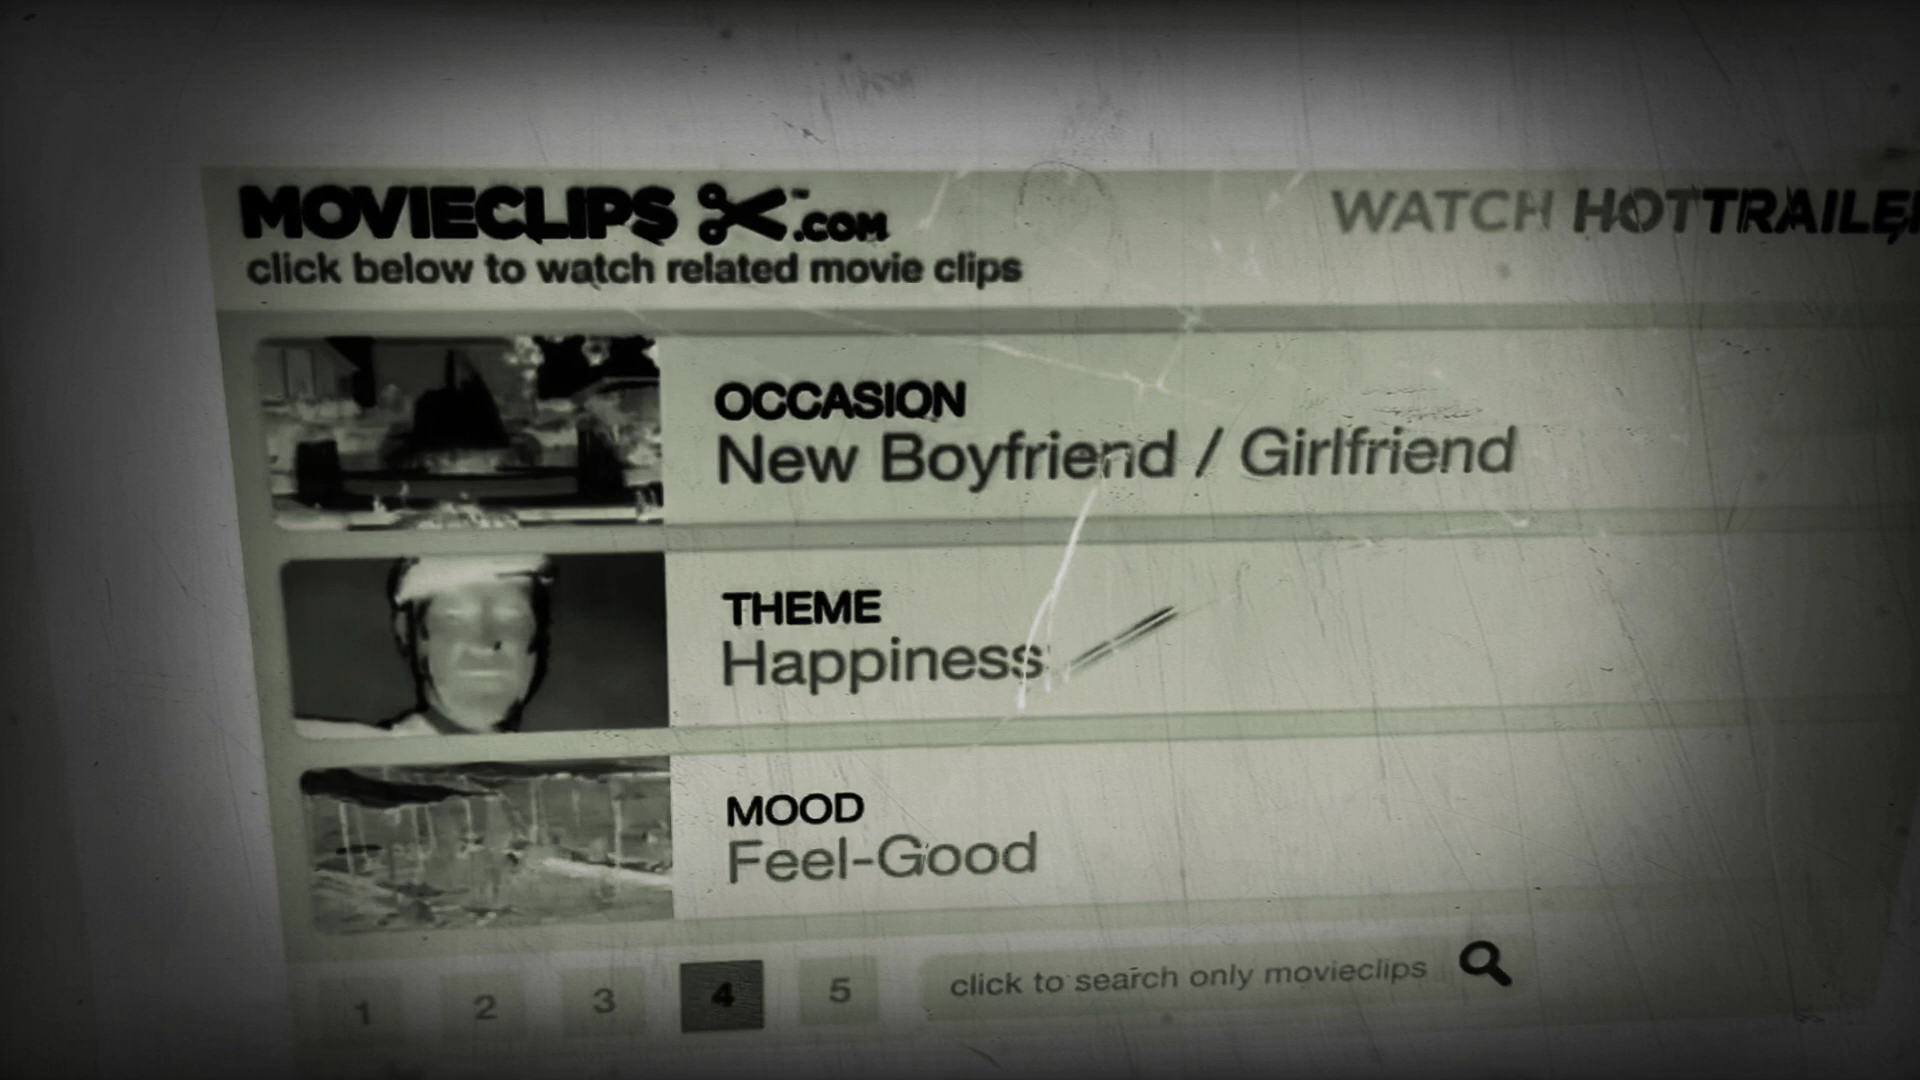 MOVIECLIPS .COM
click below to watch related movie clips
WATCH HOTTRAILE
OCCASION
New Boyfriend / Girlfriend
THEME
Happiness
MOOD
Feel-Good
1 2 3 4 5 click to search only movieclips